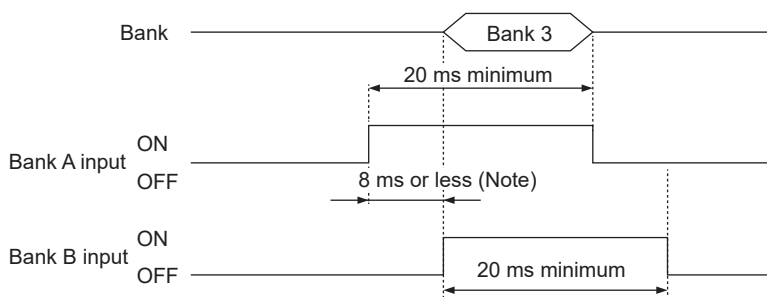 Bank
Bank 3
20 ms minimum
Bank A input
ON
OFF
8 ms or less (Note)
Bank B input
ON
OFF
20 ms minimum